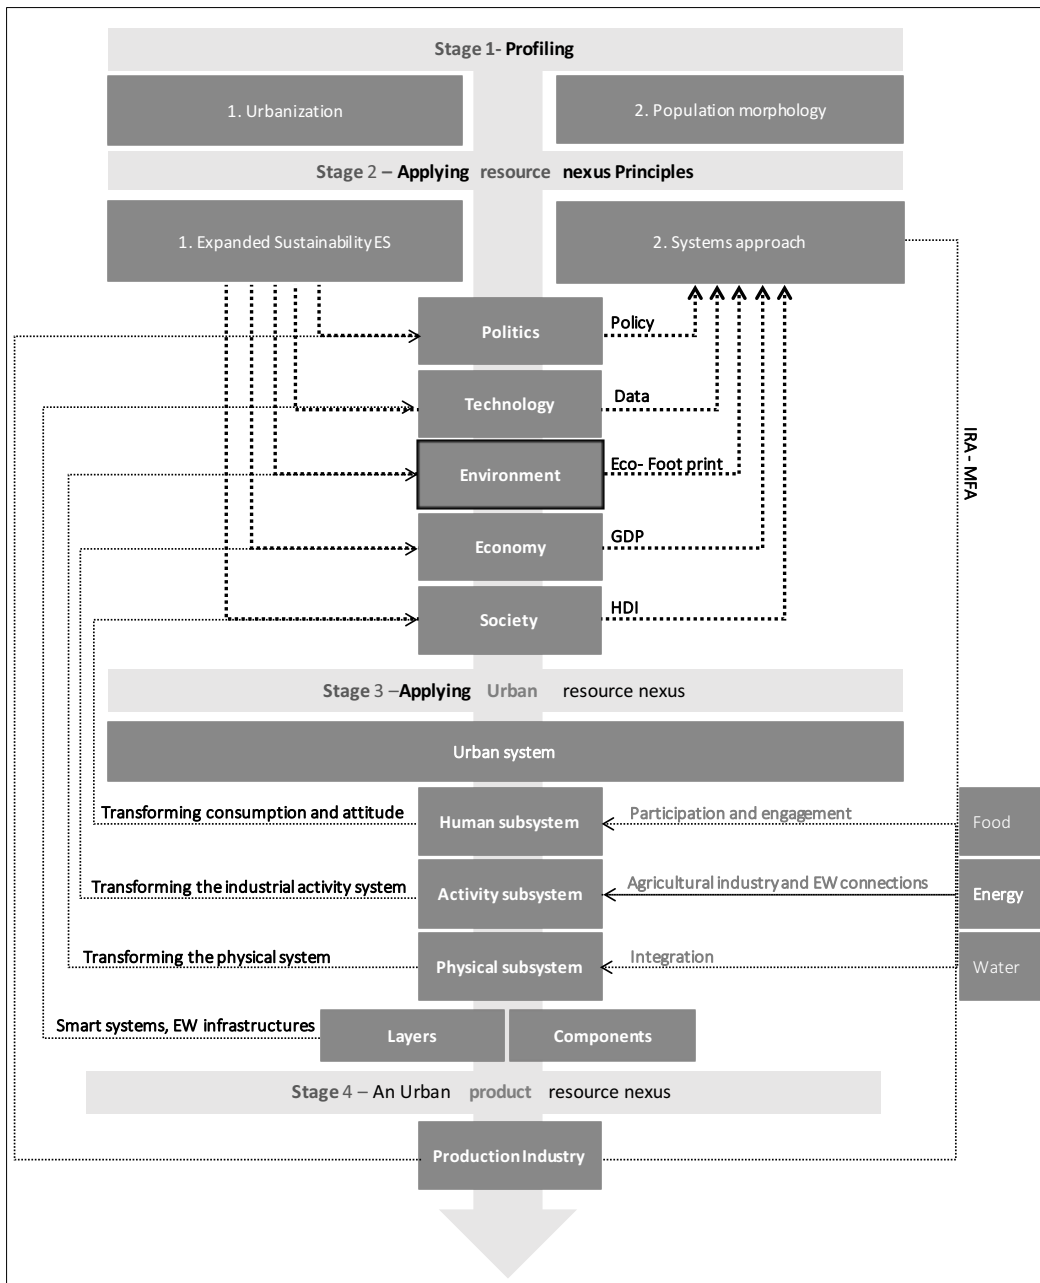 Stage 1- Profiling
1. Urbanization
2. Population morphology
Stage 2 – Applying resource nexus Principles
1. Expanded Sustainability ES
2. Systems approach
Politics
Policy
Technology
Data
Environment
Eco- Foot print
Economy
GDP
Society
HDI
IRA - MFA
Stage 3 –Applying Urban resource nexus
Urban system
Transforming consumption and attitude
Human subsystem
Participation and engagement
Food
Transforming the industrial activity system
Activity subsystem
Agricultural industry and EW connections
Energy
Transforming the physical system
Physical subsystem
Integration
Water
Smart systems, EW infrastructures
Layers
Components
Stage 4 – An Urban product resource nexus
Production Industry